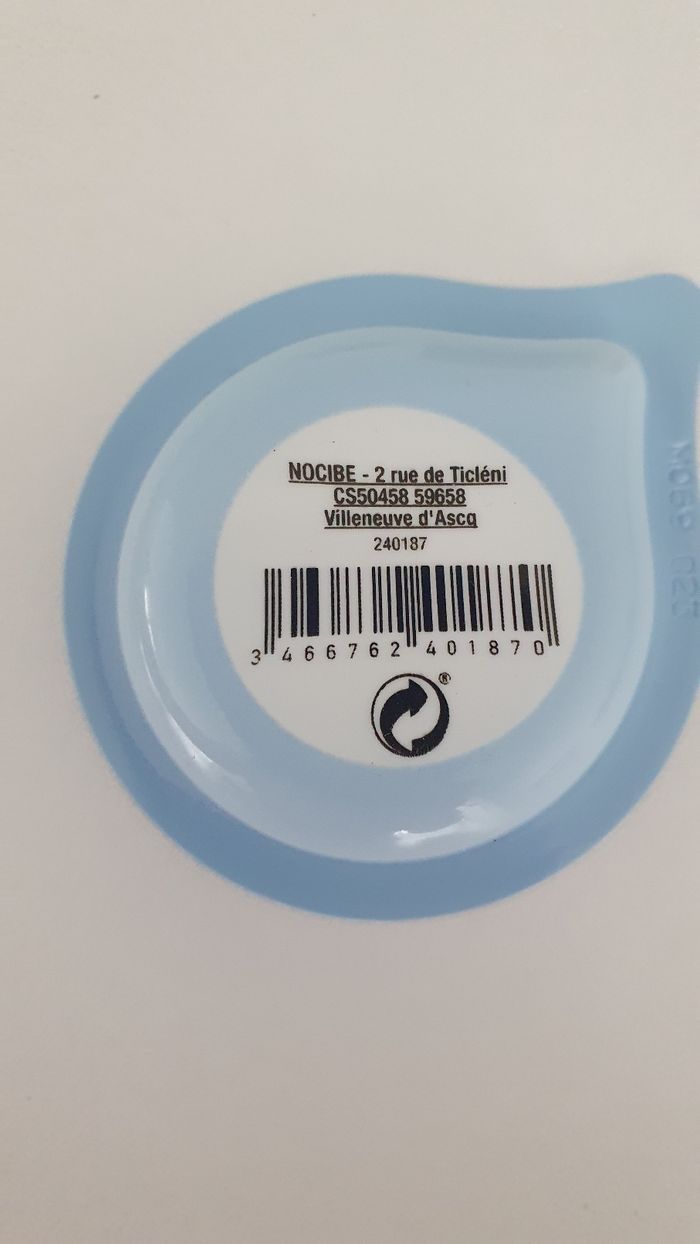 NOCIBE - 2 rue de Ticléni
CS50458 59658
Villeneuve d'Ascq
240187
3 466762 401870
®